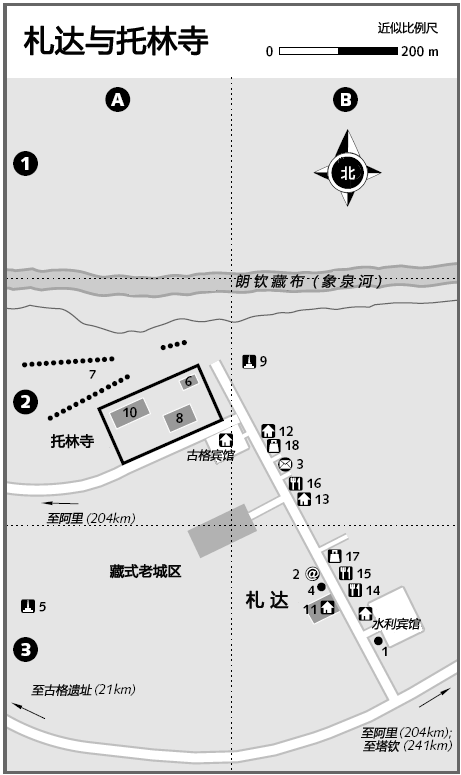 札达与托林寺
近似比例尺
0 200 m
A B
1
北
朗钦藏布（象泉河）
9
7
2
6
10
8
托林寺
12
18
古格宾馆
3
16
13
至阿里 (204km)
17
藏式老城区
2 @ 15
4 14
札达
5
11
水利宾馆
3
1
至古格遗址 (21km)
至阿里 (204km);
至塔钦 (241km)